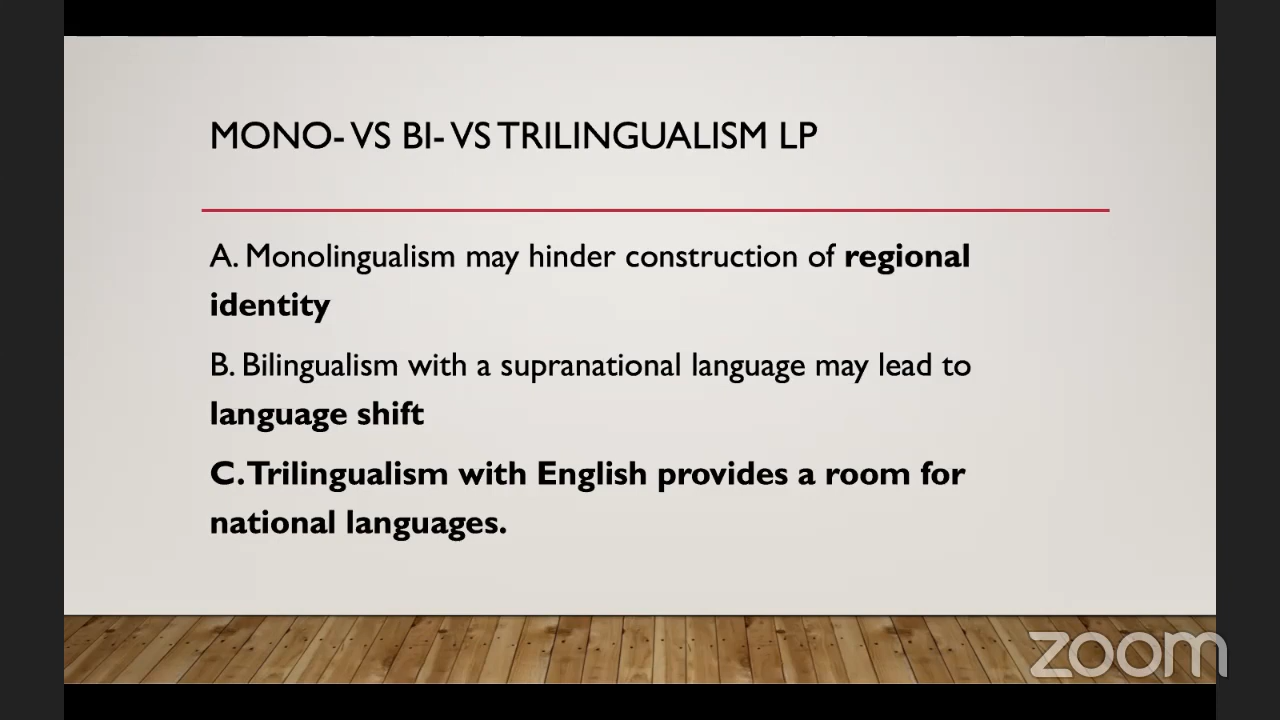 MONO- VS BI- VS TRILINGUALISM LP
A. Monolingualism may hinder construction of regional
identity
B. Bilingualism with a supranational language may lead to
language shift
C. Trilingualism with English provides a room for
national languages.
zoom